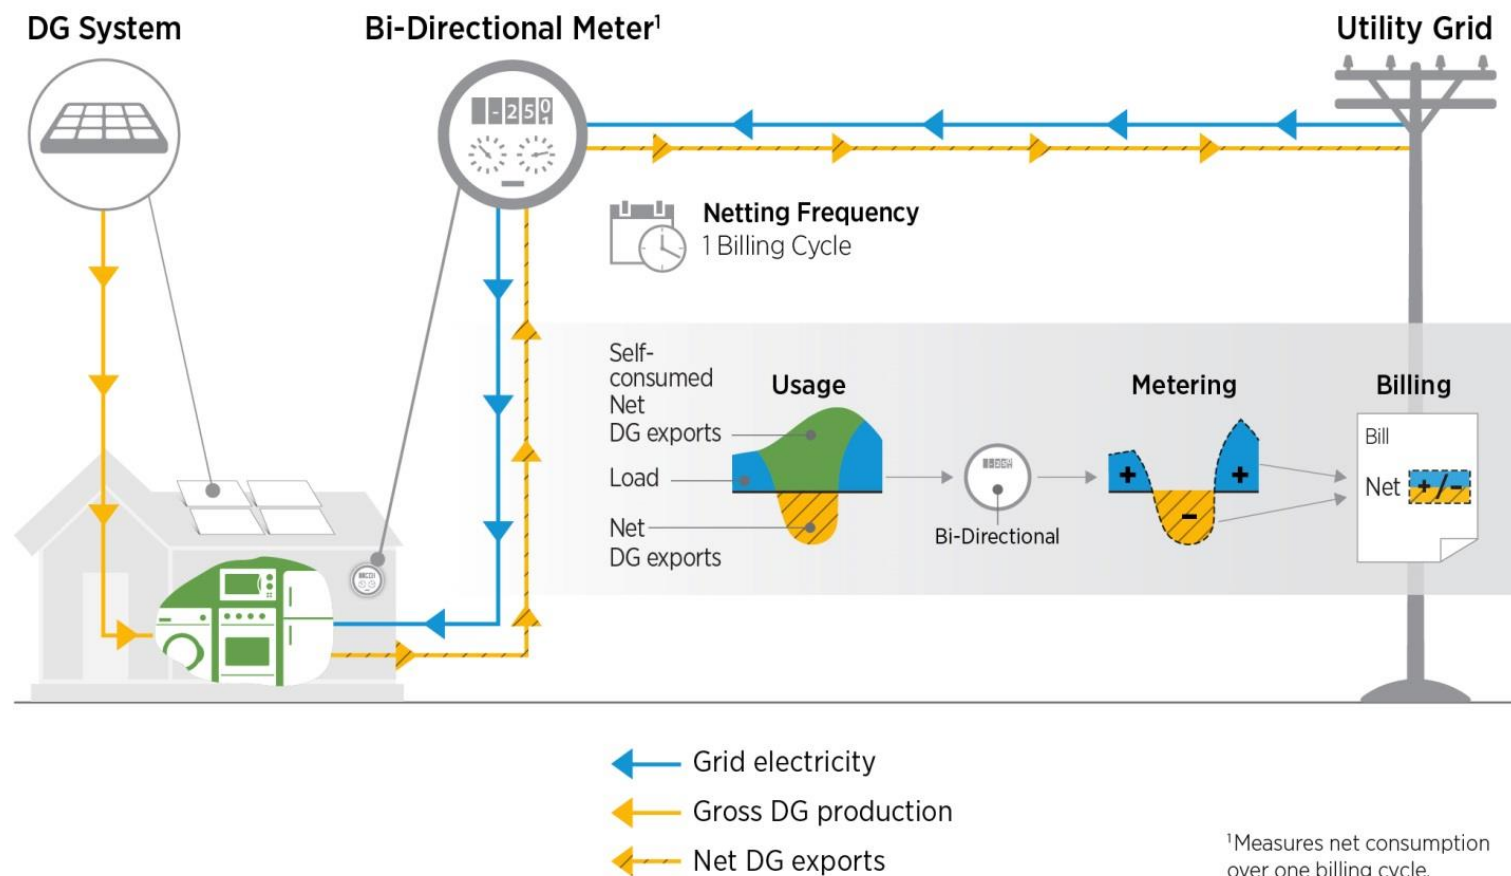 DG System
Bi-Directional Meter¹
Utility Grid
-250
1
Netting Frequency
1 Billing Cycle
Self-
consumed
Net
DG exports
Load
Net
DG exports
Usage
Metering
Billing
Bi-Directional
+
-
+
Bill
Net +/-
Grid electricity
Gross DG production
Net DG exports
¹Measures net consumption
over one billing cycle.